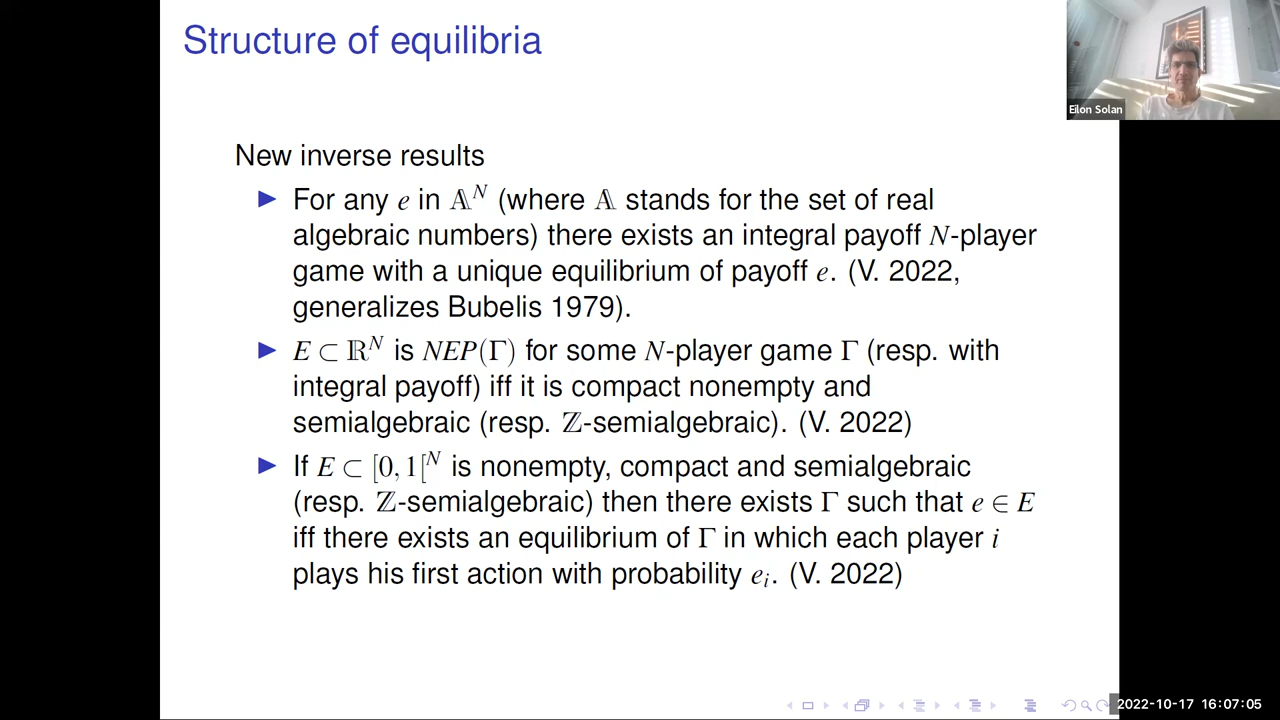 Structure of equilibria
Eilon Solan
New inverse results
► For any e in 𝔸^N (where 𝔸 stands for the set of real
algebraic numbers) there exists an integral payoff N-player
game with a unique equilibrium of payoff e. (V. 2022,
generalizes Bubelis 1979).
► E ⊂ ℝ^N is NEP(Γ) for some N-player game Γ (resp. with
integral payoff) iff it is compact nonempty and
semialgebraic (resp. ℤ-semialgebraic). (V. 2022)
► If E ⊂ [0, 1[^N is nonempty, compact and semialgebraic
(resp. ℤ-semialgebraic) then there exists Γ such that e ∈ E
iff there exists an equilibrium of Γ in which each player i
plays his first action with probability e_i. (V. 2022)
2022-10-17 16:07:05